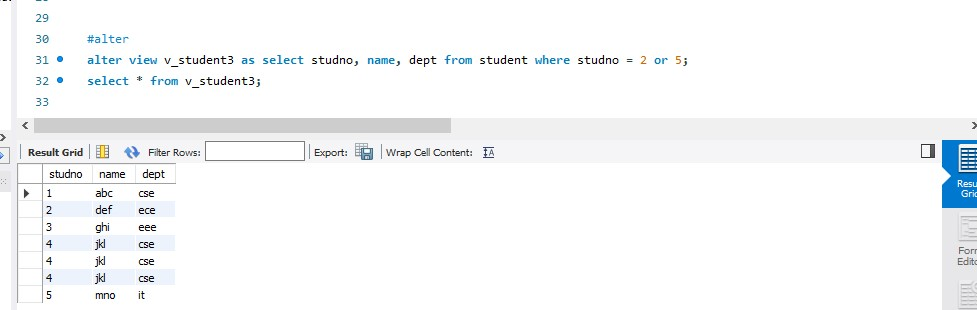 29
30 #alter
31 alter view v_student3 as select studno, name, dept from student where studno = 2 or 5;
32 select * from v_student3;
33
Result Grid Filter Rows: Export: Wrap Cell Content: IA
studno name dept
1 abc cse
2 def ece
3 ghi eee
4 jkl cse
4 jkl cse
4 jkl cse
5 mno it
Resu
Grid
Forr
Edito